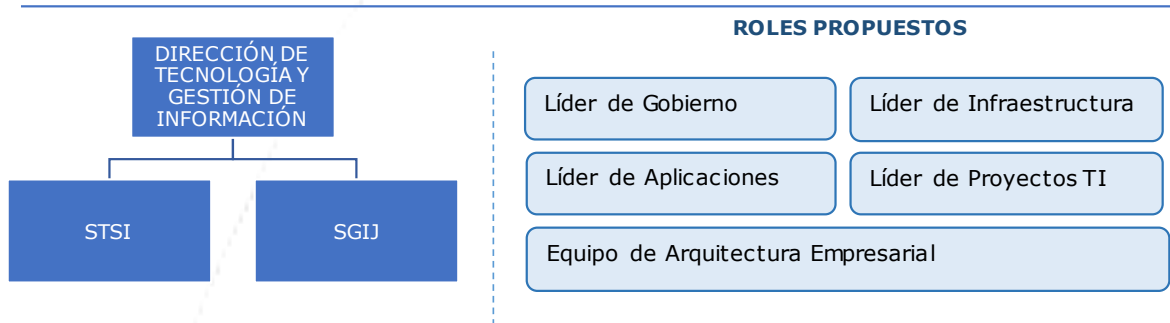 DIRECCIÓN DE
TECNOLOGÍA Y
GESTIÓN DE
INFORMACIÓN
STSI
SGIJ
ROLES PROPUESTOS
Líder de Gobierno
Líder de Infraestructura
Líder de Aplicaciones
Líder de Proyectos TI
Equipo de Arquitectura Empresarial